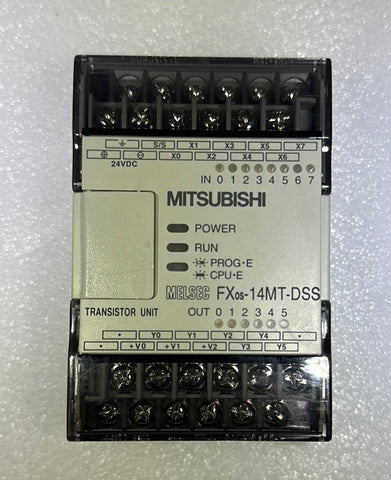 ⏚ S/S X1 X3 X5 X7
⊕ ⊖ X0 X2 X4 X6
24VDC
IN 0 1 2 3 4 5 6 7
MITSUBISHI
POWER
RUN
PROG·E
CPU·E
MELSEC FX0S-14MT-DSS
TRANSISTOR UNIT OUT 0 1 2 3 4 5
• Y0 Y1 Y2 Y4 •
• +V0 +V1 +V2 Y3 Y5